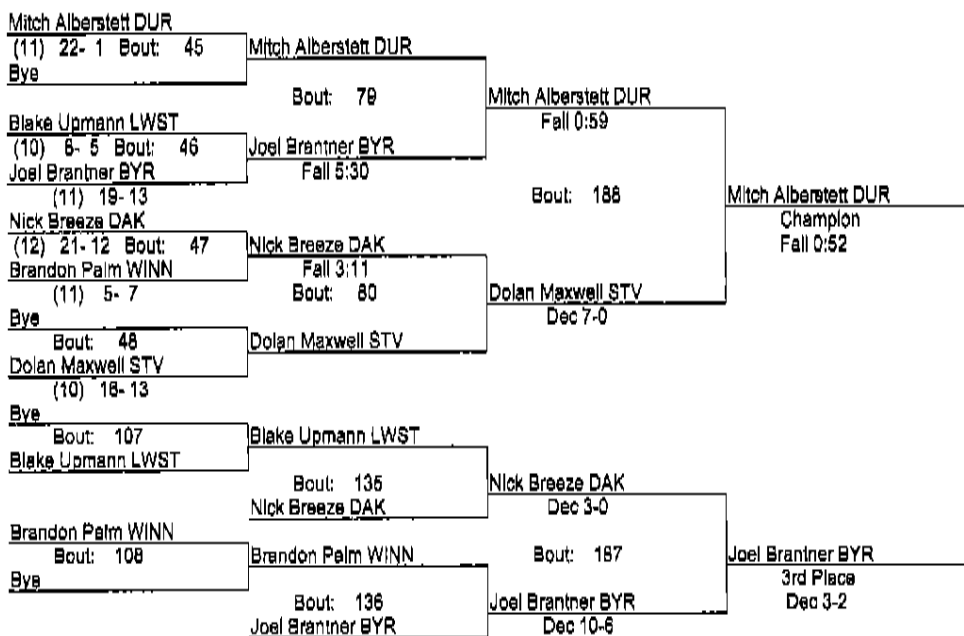 Mitch Alberstett DUR
(11) 22- 1 Bout: 45
Bye
Mitch Alberstett DUR
Bout: 79
Blake Upmann LWST
(10) 6- 5 Bout: 46
Joel Brantner BYR
(11) 19- 13
Joel Brantner BYR
Fall 5:30
Mitch Alberstett DUR
Fall 0:59
Bout: 188
Nick Breeze DAK
(12) 21- 12 Bout: 47
Brandon Palm WINN
(11) 5- 7
Nick Breeze DAK
Fall 3:11
Bout: 80
Bye
Bout: 48
Dolan Maxwell STV
(10) 16- 13
Dolan Maxwell STV
Dolan Maxwell STV
Dec 7-0
Mitch Alberstett DUR
Champion
Fall 0:52
Bye
Bout: 107
Blake Upmann LWST
Blake Upmann LWST
Bout: 135
Nick Breeze DAK
Nick Breeze DAK
Dec 3-0
Bout: 187
Brandon Palm WINN
Bout: 108
Bye
Brandon Palm WINN
Bout: 136
Joel Brantner BYR
Joel Brantner BYR
Dec 10-6
Joel Brantner BYR
3rd Place
Dec 3-2